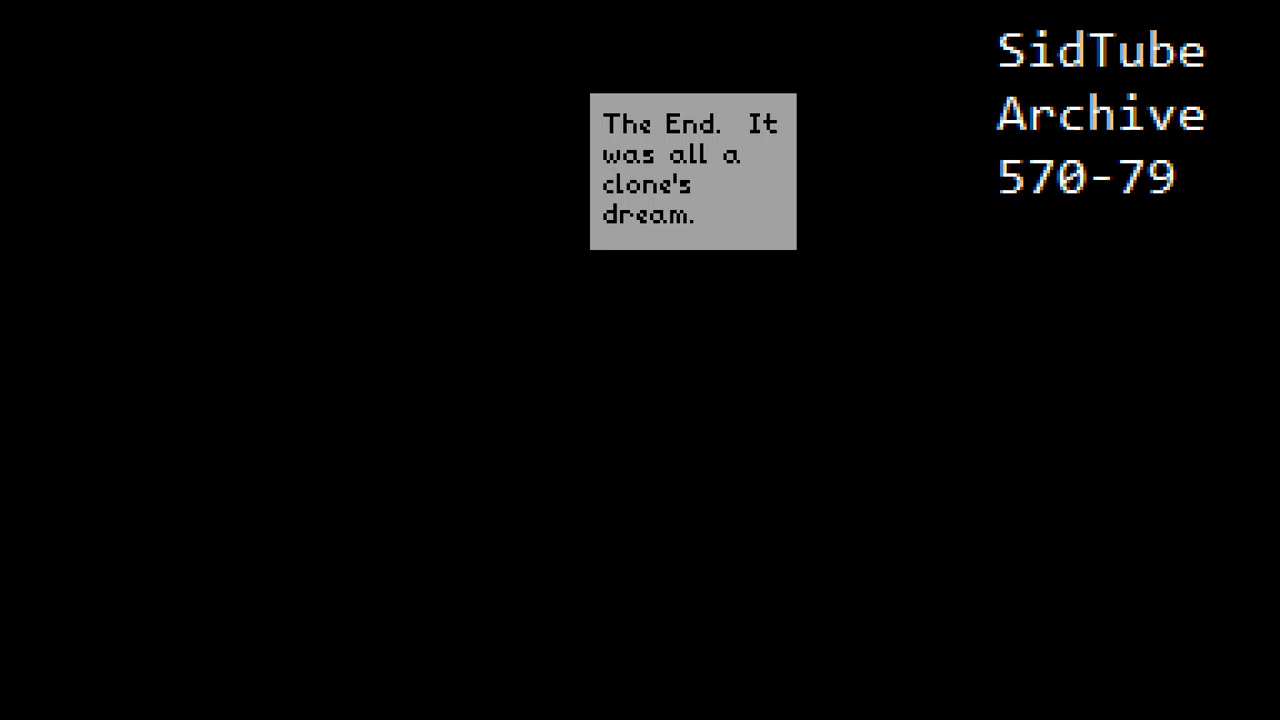 The End.  It
was all a
clone's
dream.
SidTube
Archive
570-79